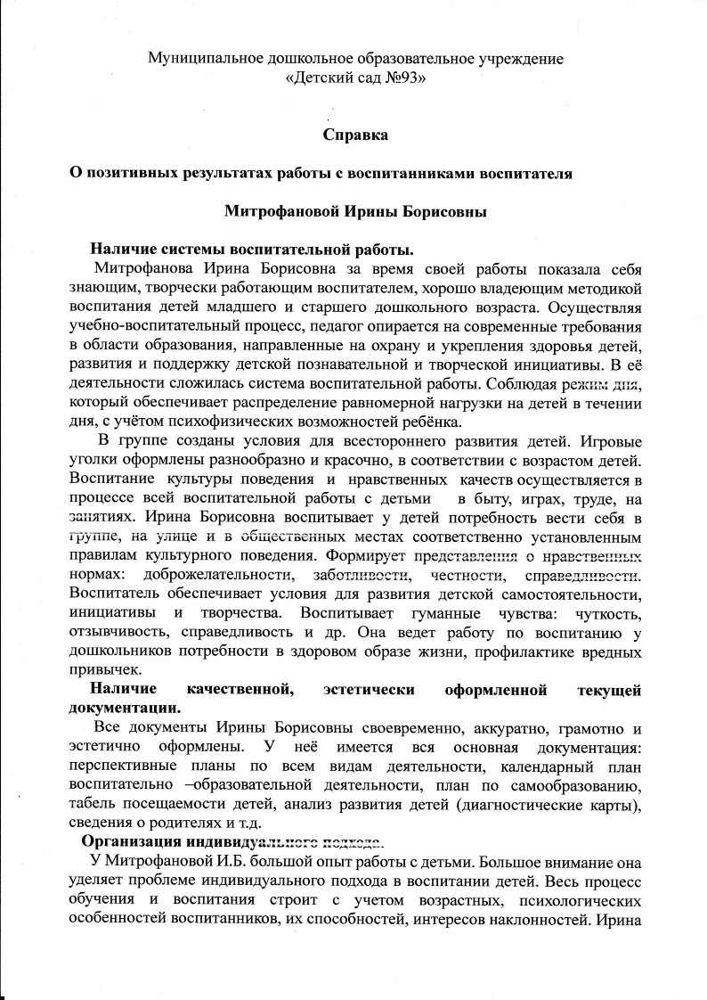 Муниципальное дошкольное образовательное учреждение
«Детский сад №93»
Справка
О позитивных результатах работы с воспитанниками воспитателя
Митрофановой Ирины Борисовны
Наличие системы воспитательной работы.
Митрофанова Ирина Борисовна за время своей работы показала себя
знающим, творчески работающим воспитателем, хорошо владеющим методикой
воспитания детей младшего и старшего дошкольного возраста. Осуществляя
учебно-воспитательный процесс, педагог опирается на современные требования
в области образования, направленные на охрану и укрепления здоровья детей,
развития и поддержку детской познавательной и творческой инициативы. В её
деятельности сложилась система воспитательной работы. Соблюдая режим дня,
который обеспечивает распределение равномерной нагрузки на детей в течении
дня, с учётом психофизических возможностей ребёнка.
В группе созданы условия для всестороннего развития детей. Игровые
уголки оформлены разнообразно и красочно, в соответствии с возрастом детей.
Воспитание культуры поведения и нравственных качеств осуществляется в
процессе всей воспитательной работы с детьми в быту, играх, труде, на
занятиях. Ирина Борисовна воспитывает у детей потребность вести себя в
группе, на улице и в общественных местах соответственно установленным
правилам культурного поведения. Формирует представления о нравственных
нормах: доброжелательности, заботливости, честности, справедливости.
Воспитатель обеспечивает условия для развития детской самостоятельности,
инициативы и творчества. Воспитывает гуманные чувства: чуткость,
отзывчивость, справедливость и др. Она ведет работу по воспитанию у
дошкольников потребности в здоровом образе жизни, профилактике вредных
привычек.
Наличие качественной, эстетически оформленной текущей
документации.
Все документы Ирины Борисовны своевременно, аккуратно, грамотно и
эстетично оформлены. У неё имеется вся основная документация:
перспективные планы по всем видам деятельности, календарный план
воспитательно –образовательной деятельности, план по самообразованию,
табель посещаемости детей, анализ развития детей (диагностические карты),
сведения о родителях и т.д.
Организация индивидуального подхода.
У Митрофановой И.Б. большой опыт работы с детьми. Большое внимание она
уделяет проблеме индивидуального подхода в воспитании детей. Весь процесс
обучения и воспитания строит с учетом возрастных, психологических
особенностей воспитанников, их способностей, интересов наклонностей. Ирина